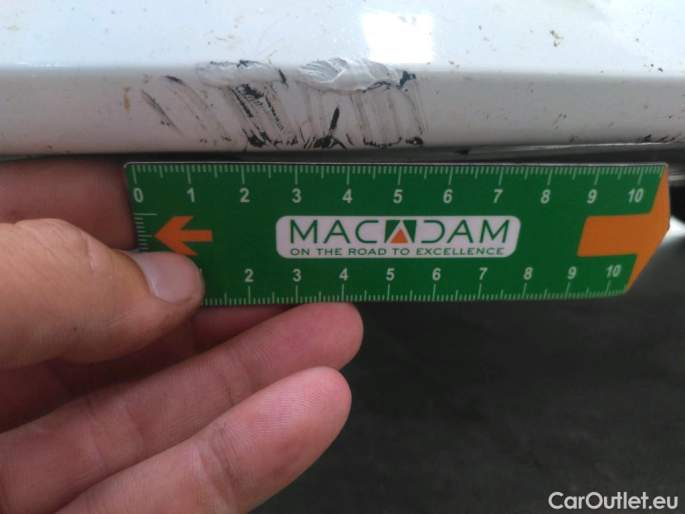 0 1 2 3 4 5 6 7 8 9 10
MACADAM
ON THE ROAD TO EXCELLENCE
1 2 3 4 5 6 7 8 9 10
CarOutlet.eu